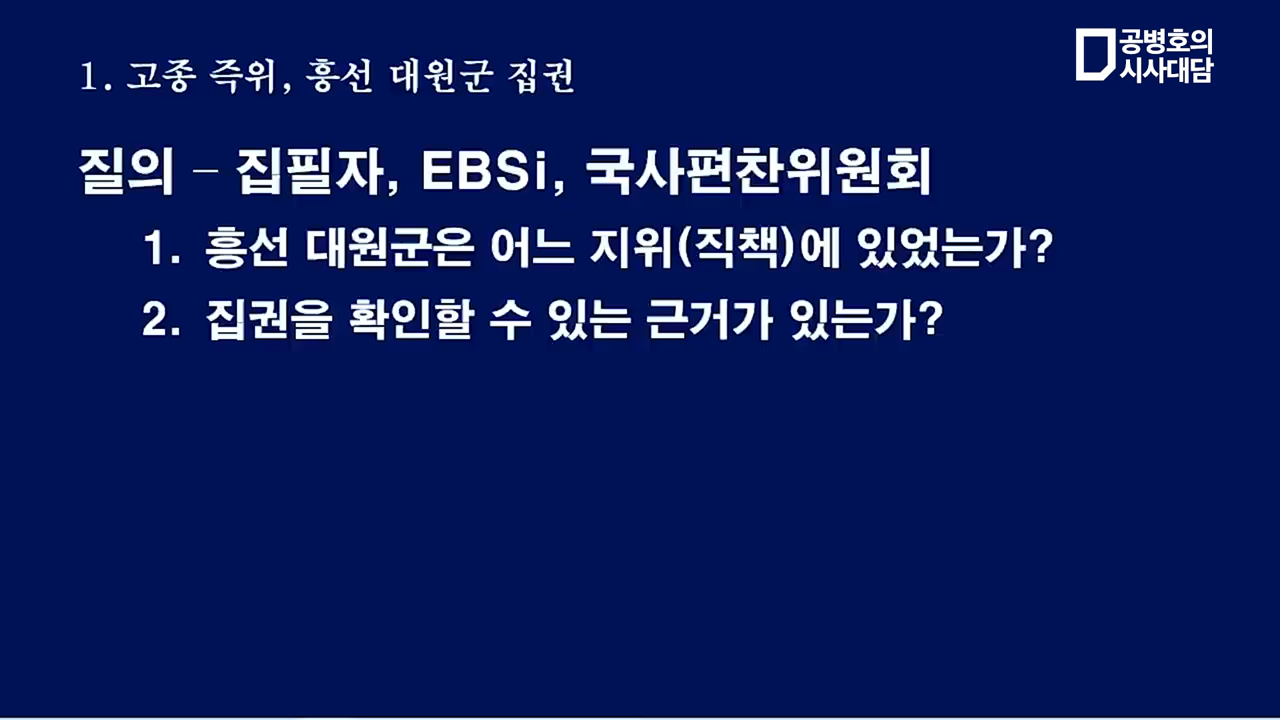 공병호의
시사대담
1. 고종 즉위, 흥선 대원군 집권
질의 – 집필자, EBSi, 국사편찬위원회
1. 흥선 대원군은 어느 지위(직책)에 있었는가?
2. 집권을 확인할 수 있는 근거가 있는가?